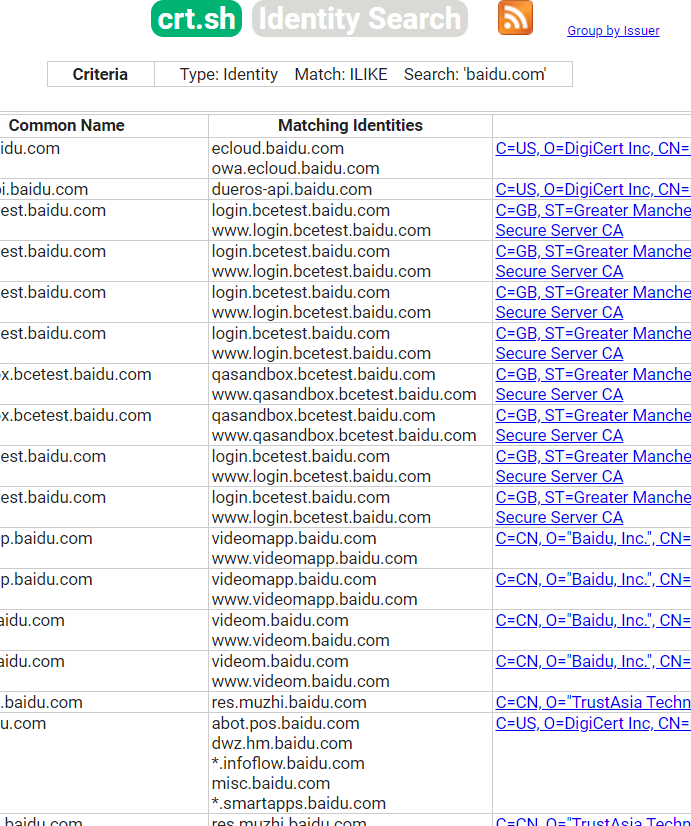 crt.sh Identity Search
Group by Issuer
Criteria Type: Identity Match: ILIKE Search: 'baidu.com'
Common Name Matching Identities
idu.com ecloud.baidu.com C=US, O=DigiCert Inc, CN=
owa.ecloud.baidu.com
i.baidu.com dueros-api.baidu.com C=US, O=DigiCert Inc, CN=
est.baidu.com login.bcetest.baidu.com C=GB, ST=Greater Manche
www.login.bcetest.baidu.com Secure Server CA
est.baidu.com login.bcetest.baidu.com C=GB, ST=Greater Manche
www.login.bcetest.baidu.com Secure Server CA
est.baidu.com login.bcetest.baidu.com C=GB, ST=Greater Manche
www.login.bcetest.baidu.com Secure Server CA
est.baidu.com login.bcetest.baidu.com C=GB, ST=Greater Manche
www.login.bcetest.baidu.com Secure Server CA
x.bcetest.baidu.com qasandbox.bcetest.baidu.com C=GB, ST=Greater Manche
www.qasandbox.bcetest.baidu.com Secure Server CA
x.bcetest.baidu.com qasandbox.bcetest.baidu.com C=GB, ST=Greater Manche
www.qasandbox.bcetest.baidu.com Secure Server CA
est.baidu.com login.bcetest.baidu.com C=GB, ST=Greater Manche
www.login.bcetest.baidu.com Secure Server CA
est.baidu.com login.bcetest.baidu.com C=GB, ST=Greater Manche
www.login.bcetest.baidu.com Secure Server CA
p.baidu.com videomapp.baidu.com C=CN, O="Baidu, Inc.", CN=
www.videomapp.baidu.com
p.baidu.com videomapp.baidu.com C=CN, O="Baidu, Inc.", CN=
www.videomapp.baidu.com
aidu.com videom.baidu.com C=CN, O="Baidu, Inc.", CN=
www.videom.baidu.com
aidu.com videom.baidu.com C=CN, O="Baidu, Inc.", CN=
www.videom.baidu.com
.baidu.com res.muzhi.baidu.com C=CN, O="TrustAsia Techn
u.com abot.pos.baidu.com C=US, O=DigiCert Inc, CN=
dwz.hm.baidu.com
*.infoflow.baidu.com
misc.baidu.com
*.smartapps.baidu.com
.baidu.com res.muzhi.baidu.com C=CN, O="TrustAsia Techn